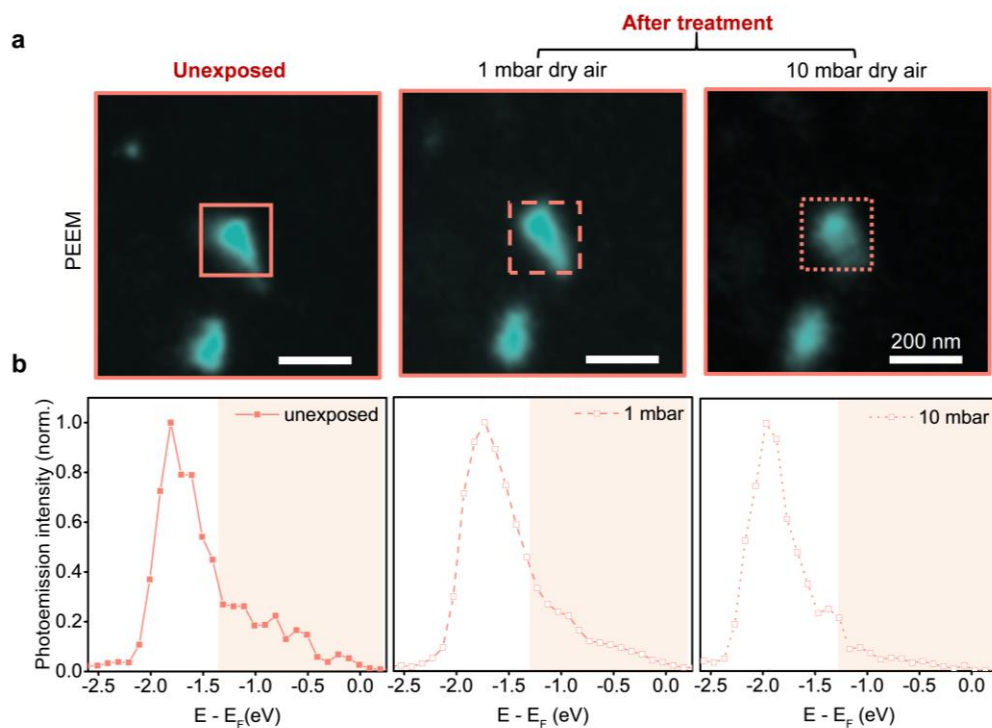 a
After treatment
Unexposed
1 mbar dry air
10 mbar dry air
PEEM
200 nm
b
Photoemission intensity (norm.)
1.0
0.8
0.6
0.4
0.2
0.0
unexposed
1 mbar
10 mbar
-2.5 -2.0 -1.5 -1.0 -0.5 0.0
-2.5 -2.0 -1.5 -1.0 -0.5 0.0
-2.5 -2.0 -1.5 -1.0 -0.5 0.0
E - E_F(eV)
E - E_F (eV)
E - E_F (eV)